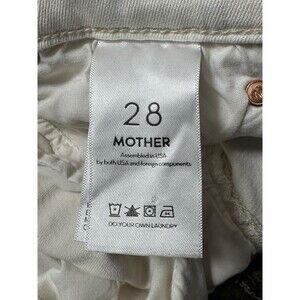 28
MOTHER
Assembled in USA
by both USA and foreign components
DO YOUR OWN LAUNDRY